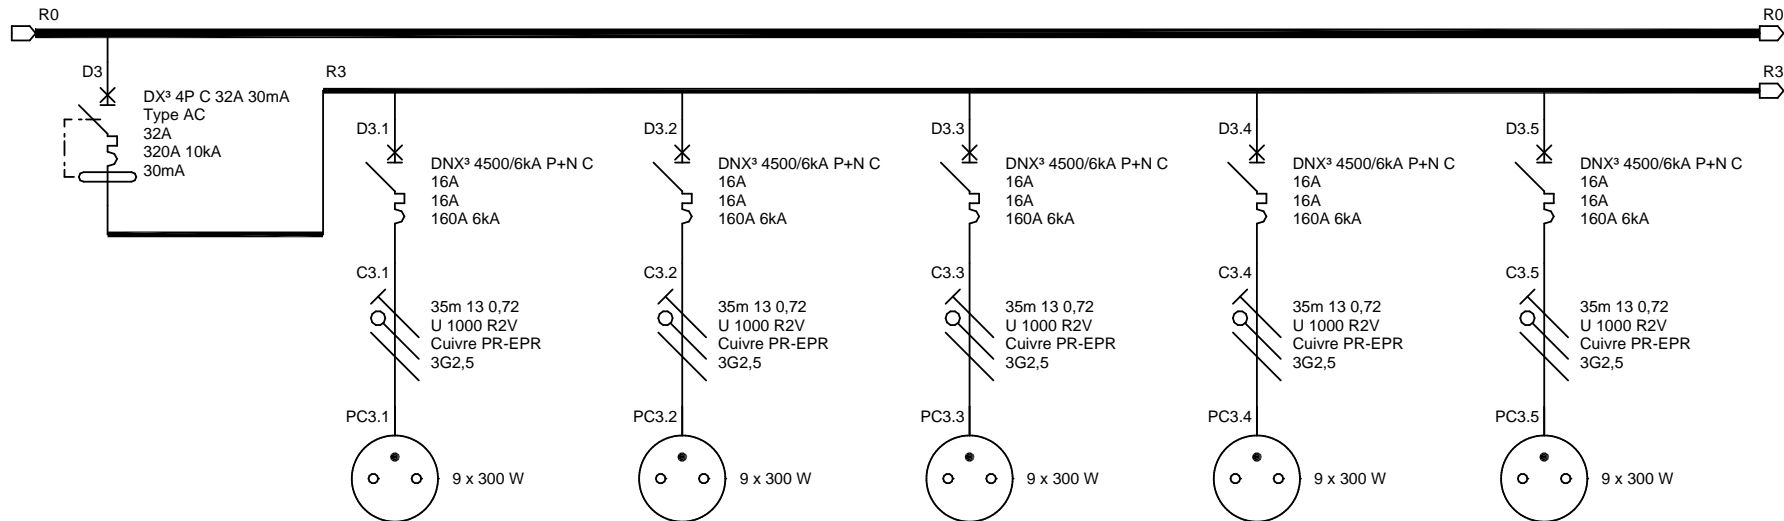 R0
R0
D3
R3
R3
DX³ 4P C 32A 30mA
Type AC
32A
320A 10kA
30mA
D3.1
DNX³ 4500/6kA P+N C
16A
16A
160A 6kA
D3.2
DNX³ 4500/6kA P+N C
16A
16A
160A 6kA
D3.3
DNX³ 4500/6kA P+N C
16A
16A
160A 6kA
D3.4
DNX³ 4500/6kA P+N C
16A
16A
160A 6kA
D3.5
DNX³ 4500/6kA P+N C
16A
16A
160A 6kA
C3.1
35m 13 0,72
U 1000 R2V
Cuivre PR-EPR
3G2,5
C3.2
35m 13 0,72
U 1000 R2V
Cuivre PR-EPR
3G2,5
C3.3
35m 13 0,72
U 1000 R2V
Cuivre PR-EPR
3G2,5
C3.4
35m 13 0,72
U 1000 R2V
Cuivre PR-EPR
3G2,5
C3.5
35m 13 0,72
U 1000 R2V
Cuivre PR-EPR
3G2,5
PC3.1
9 x 300 W
PC3.2
9 x 300 W
PC3.3
9 x 300 W
PC3.4
9 x 300 W
PC3.5
9 x 300 W